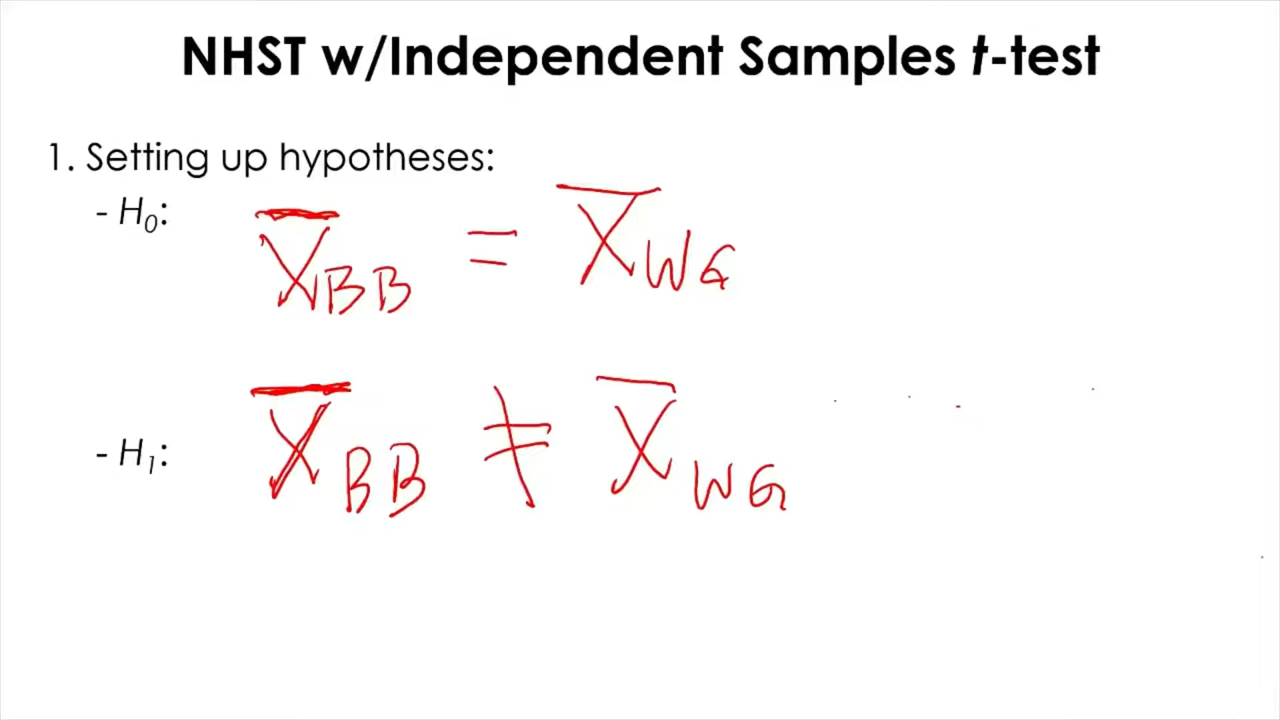 NHST w/Independent Samples t-test
1. Setting up hypotheses:
- H₀: X̅ BB = X̅ WG
- H₁: X̅ BB ≠ X̅ WG